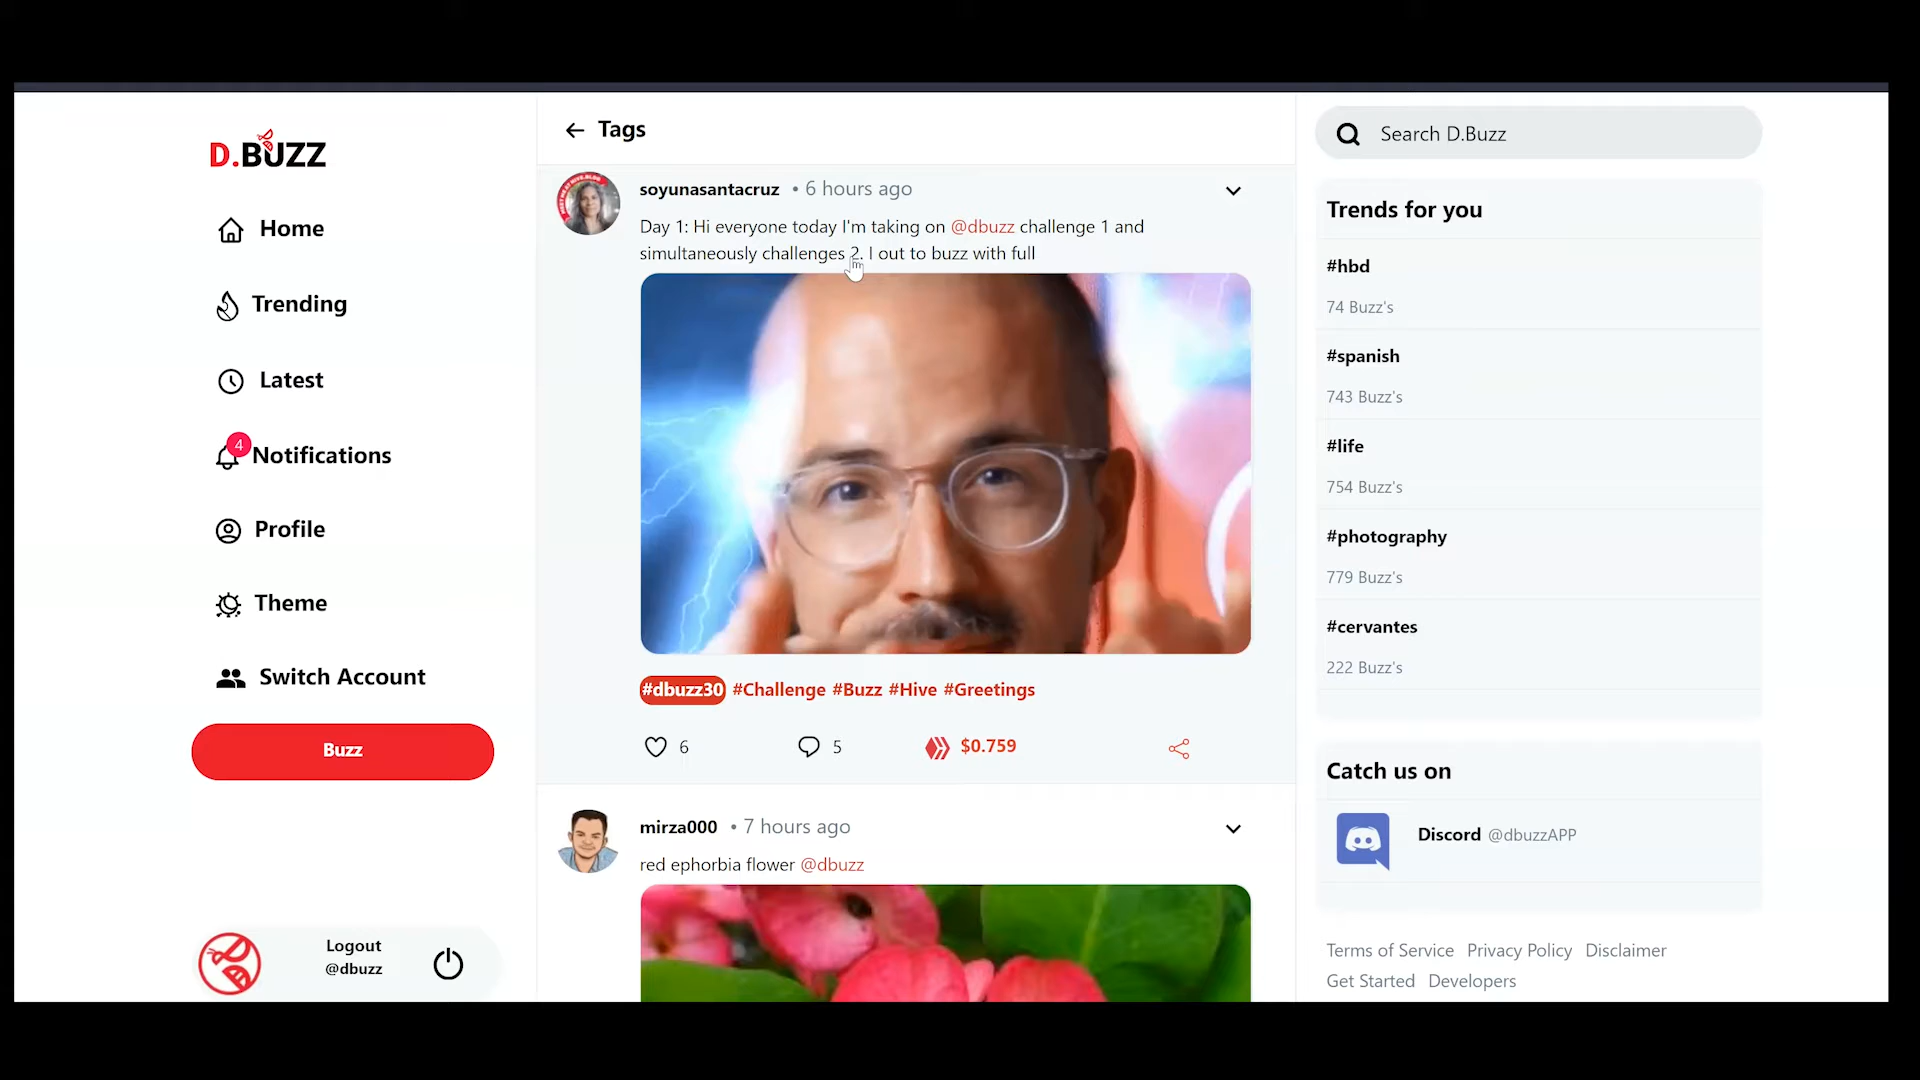 D.BUZZ
Home
Trending
Latest
4
Notifications
Profile
Theme
Switch Account
Buzz
Logout
@dbuzz
Tags
soyunasantacruz • 6 hours ago
Day 1: Hi everyone today I'm taking on @dbuzz challenge 1 and
simultaneously challenges 2. I out to buzz with full
#dbuzz30 #Challenge #Buzz #Hive #Greetings
6 5 $0.759
mirza000 • 7 hours ago
red ephorbia flower @dbuzz
Search D.Buzz
Trends for you
#hbd
74 Buzz's
#spanish
743 Buzz's
#life
754 Buzz's
#photography
779 Buzz's
#cervantes
222 Buzz's
Catch us on
Discord @dbuzzAPP
Terms of Service Privacy Policy Disclaimer
Get Started Developers